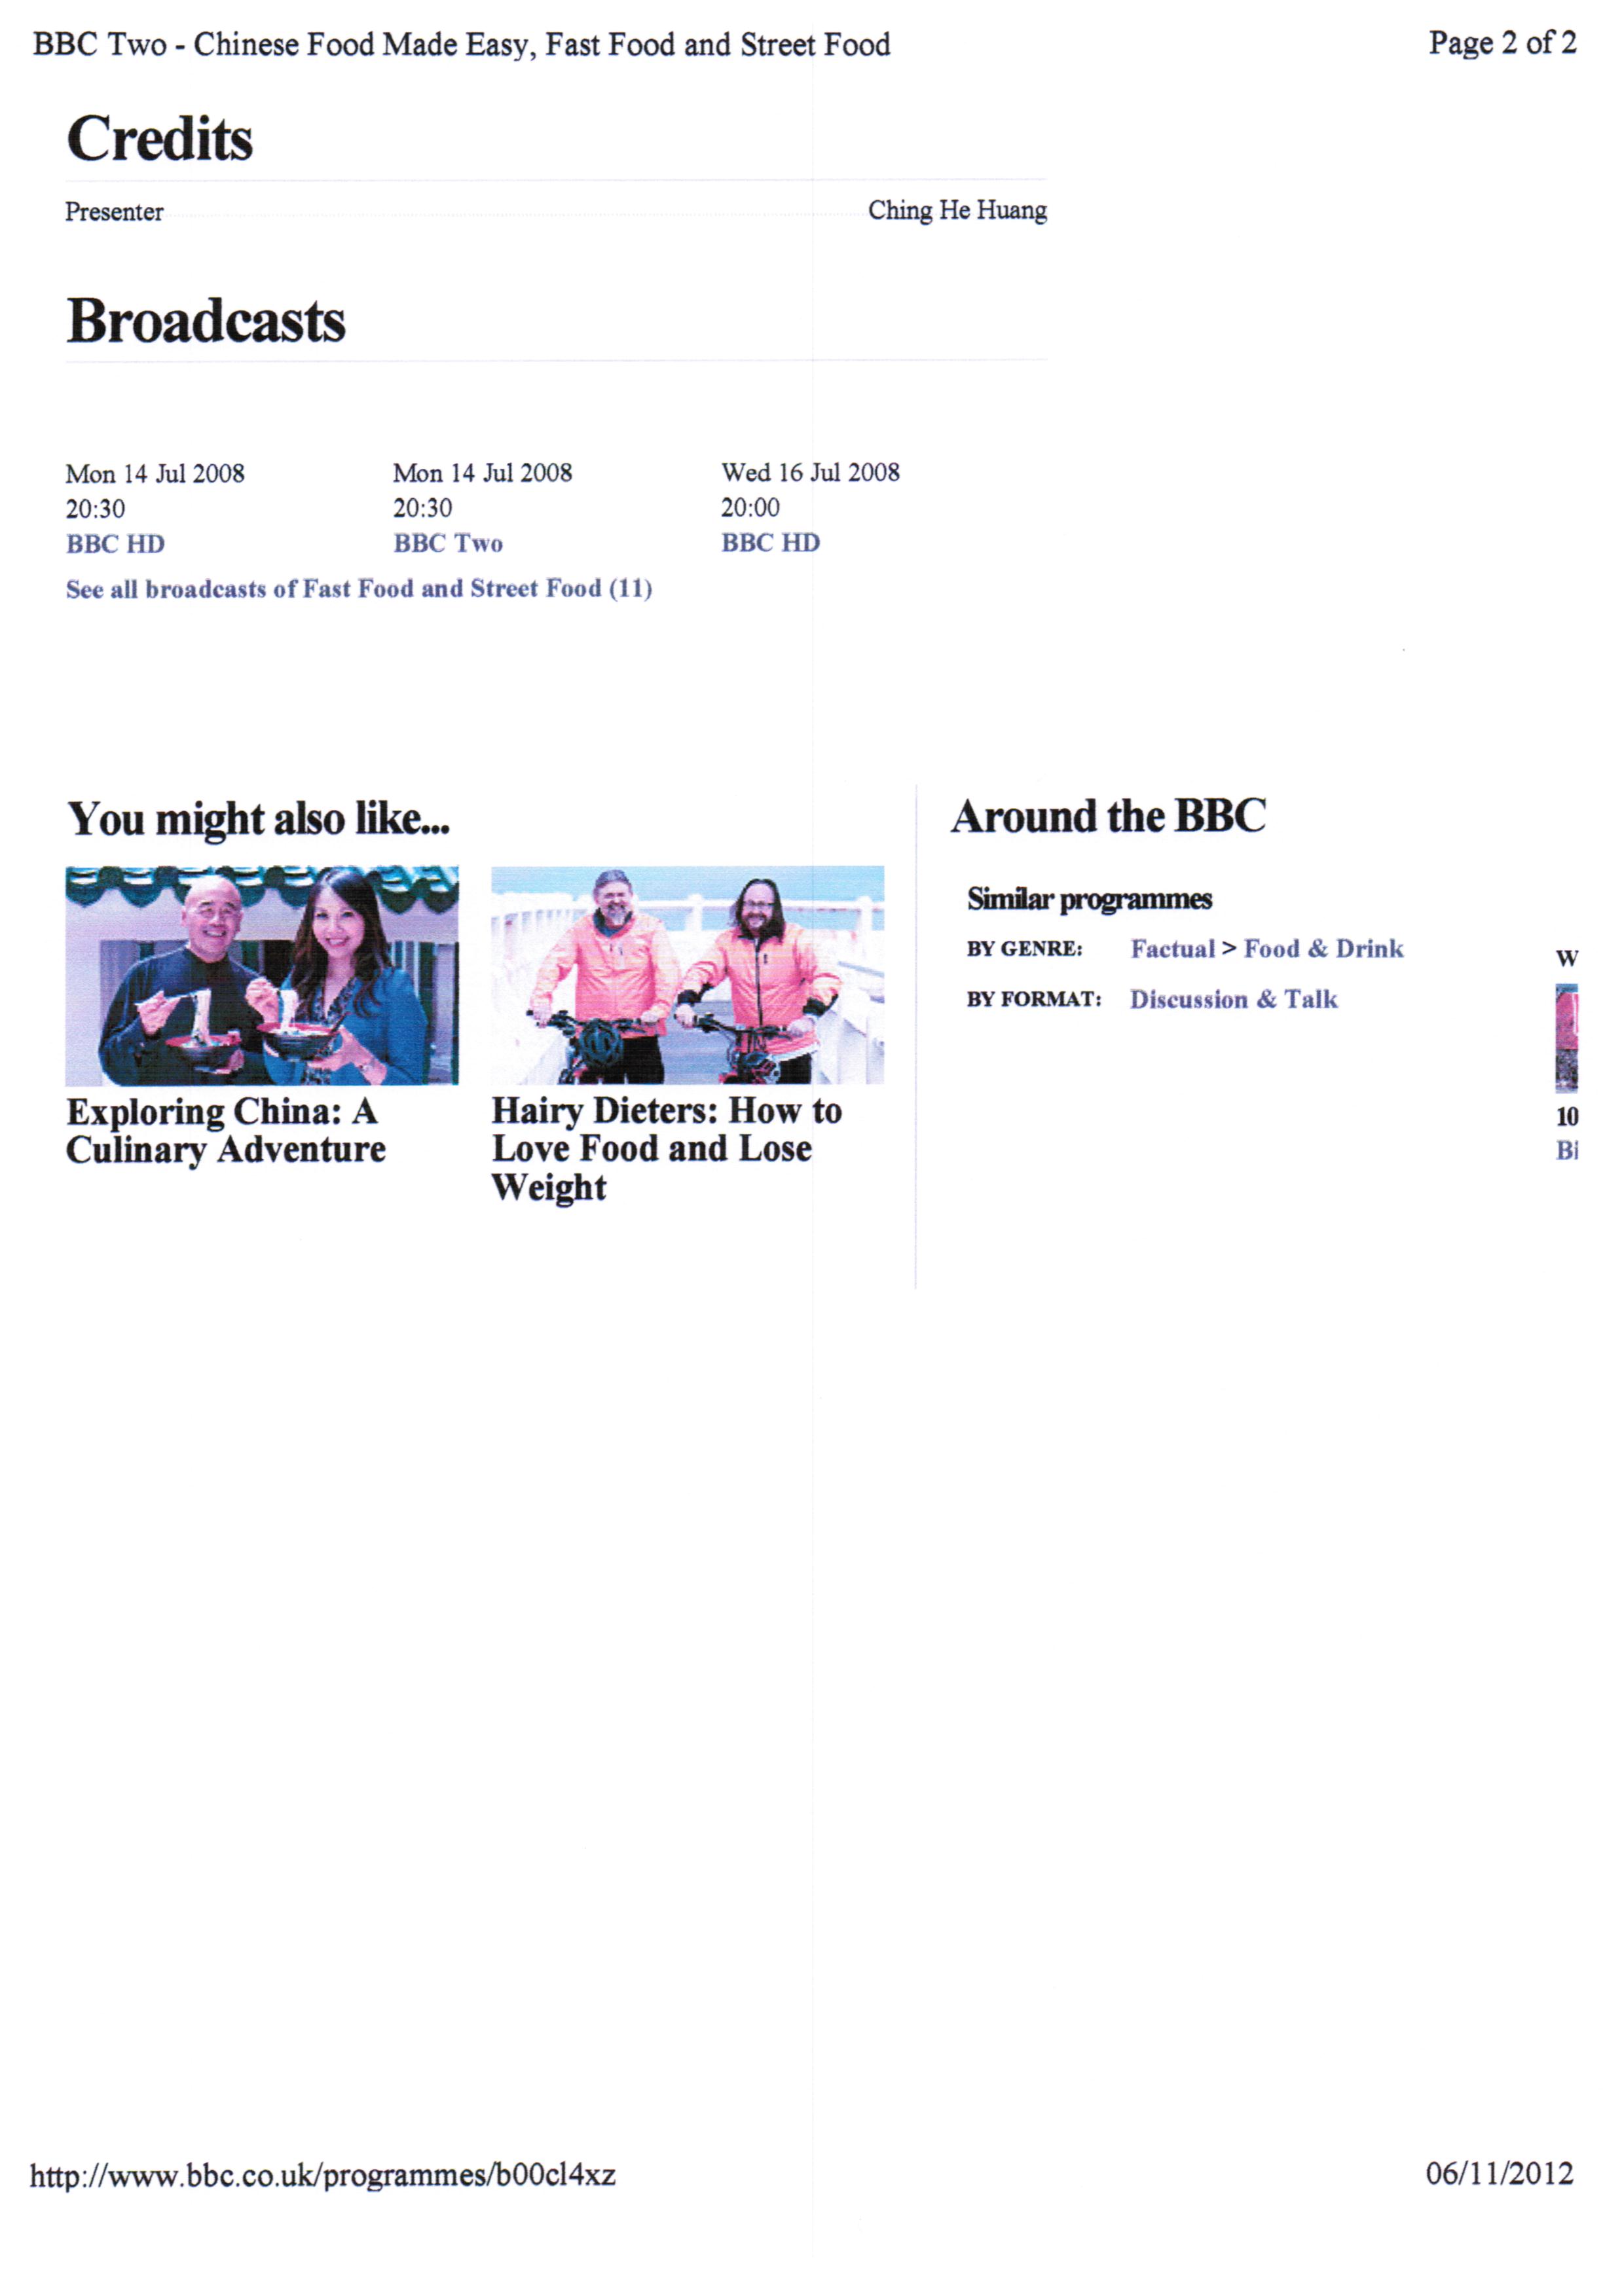 BBC Two - Chinese Food Made Easy, Fast Food and Street Food
Page 2 of 2
Credits
Presenter
Ching He Huang
Broadcasts
Mon 14 Jul 2008
20:30
BBC HD
Mon 14 Jul 2008
20:30
BBC Two
Wed 16 Jul 2008
20:00
BBC HD
See all broadcasts of Fast Food and Street Food (11)
You might also like...
Exploring China: A
Culinary Adventure
Hairy Dieters: How to
Love Food and Lose
Weight
Around the BBC
Similar programmes
BY GENRE: Factual > Food & Drink
BY FORMAT: Discussion & Talk
W
10
Bi
http://www.bbc.co.uk/programmes/b00cl4xz
06/11/2012